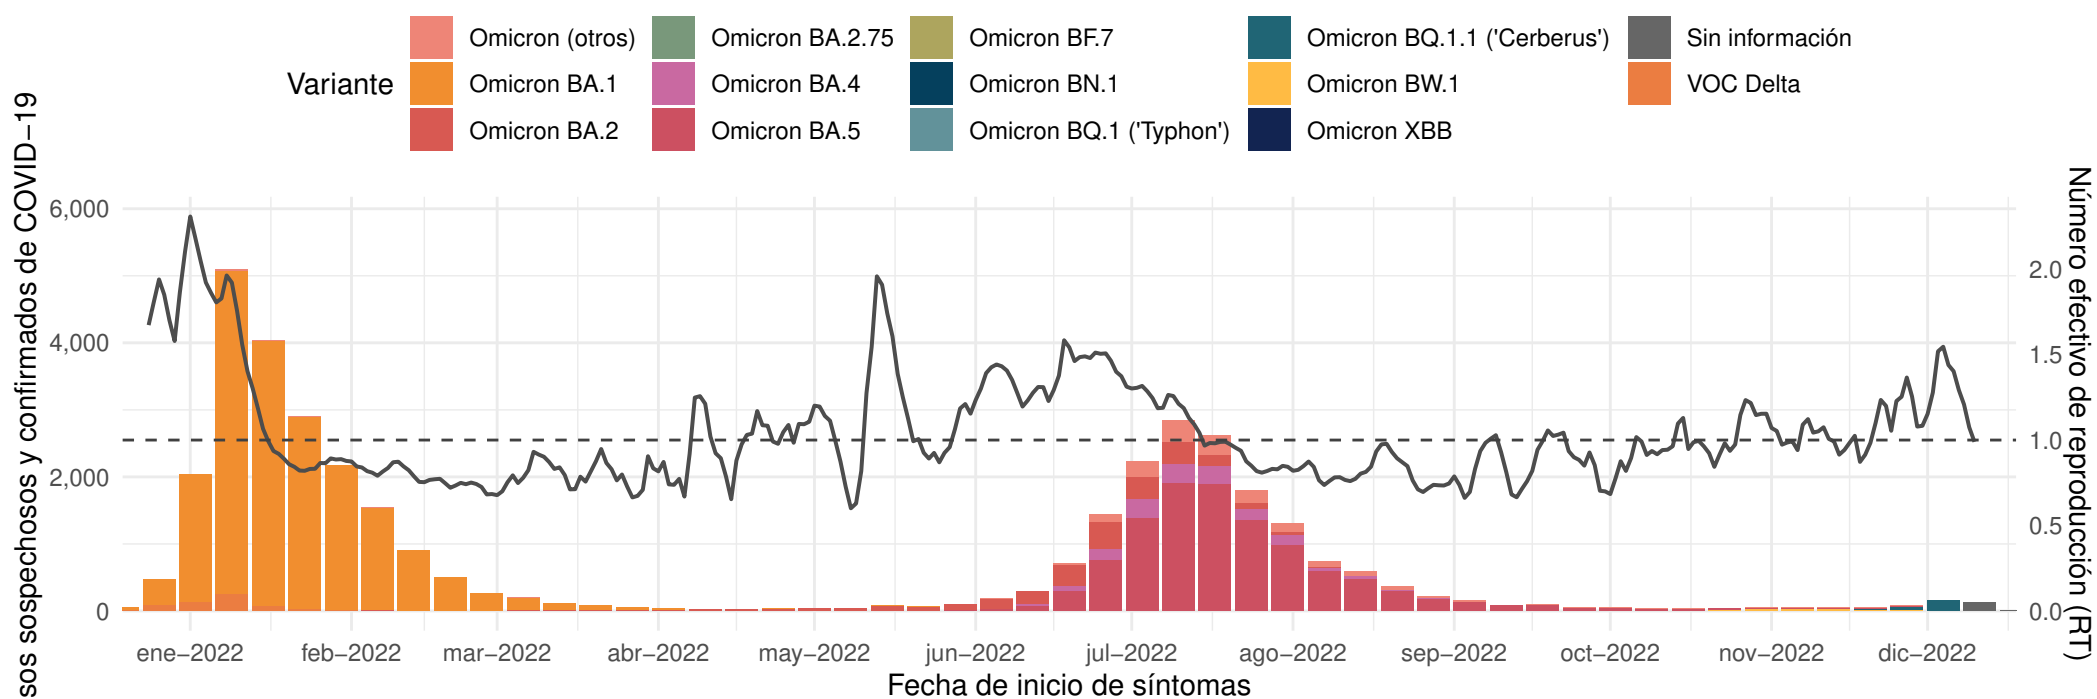 Variante
Omicron (otros)
Omicron BA.1
Omicron BA.2
Omicron BA.2.75
Omicron BA.4
Omicron BA.5
Omicron BF.7
Omicron BN.1
Omicron BQ.1 ('Typhon')
Omicron BQ.1.1 ('Cerberus')
Omicron BW.1
Omicron XBB
Sin información
VOC Delta
sos sospechosos y confirmados de COVID−19
6,000
4,000
2,000
0
2.0
1.5
1.0
0.5
0.0
Número efectivo de reproducción (RT)
ene−2022 feb−2022 mar−2022 abr−2022 may−2022 jun−2022 jul−2022 ago−2022 sep−2022 oct−2022 nov−2022 dic−2022
Fecha de inicio de síntomas